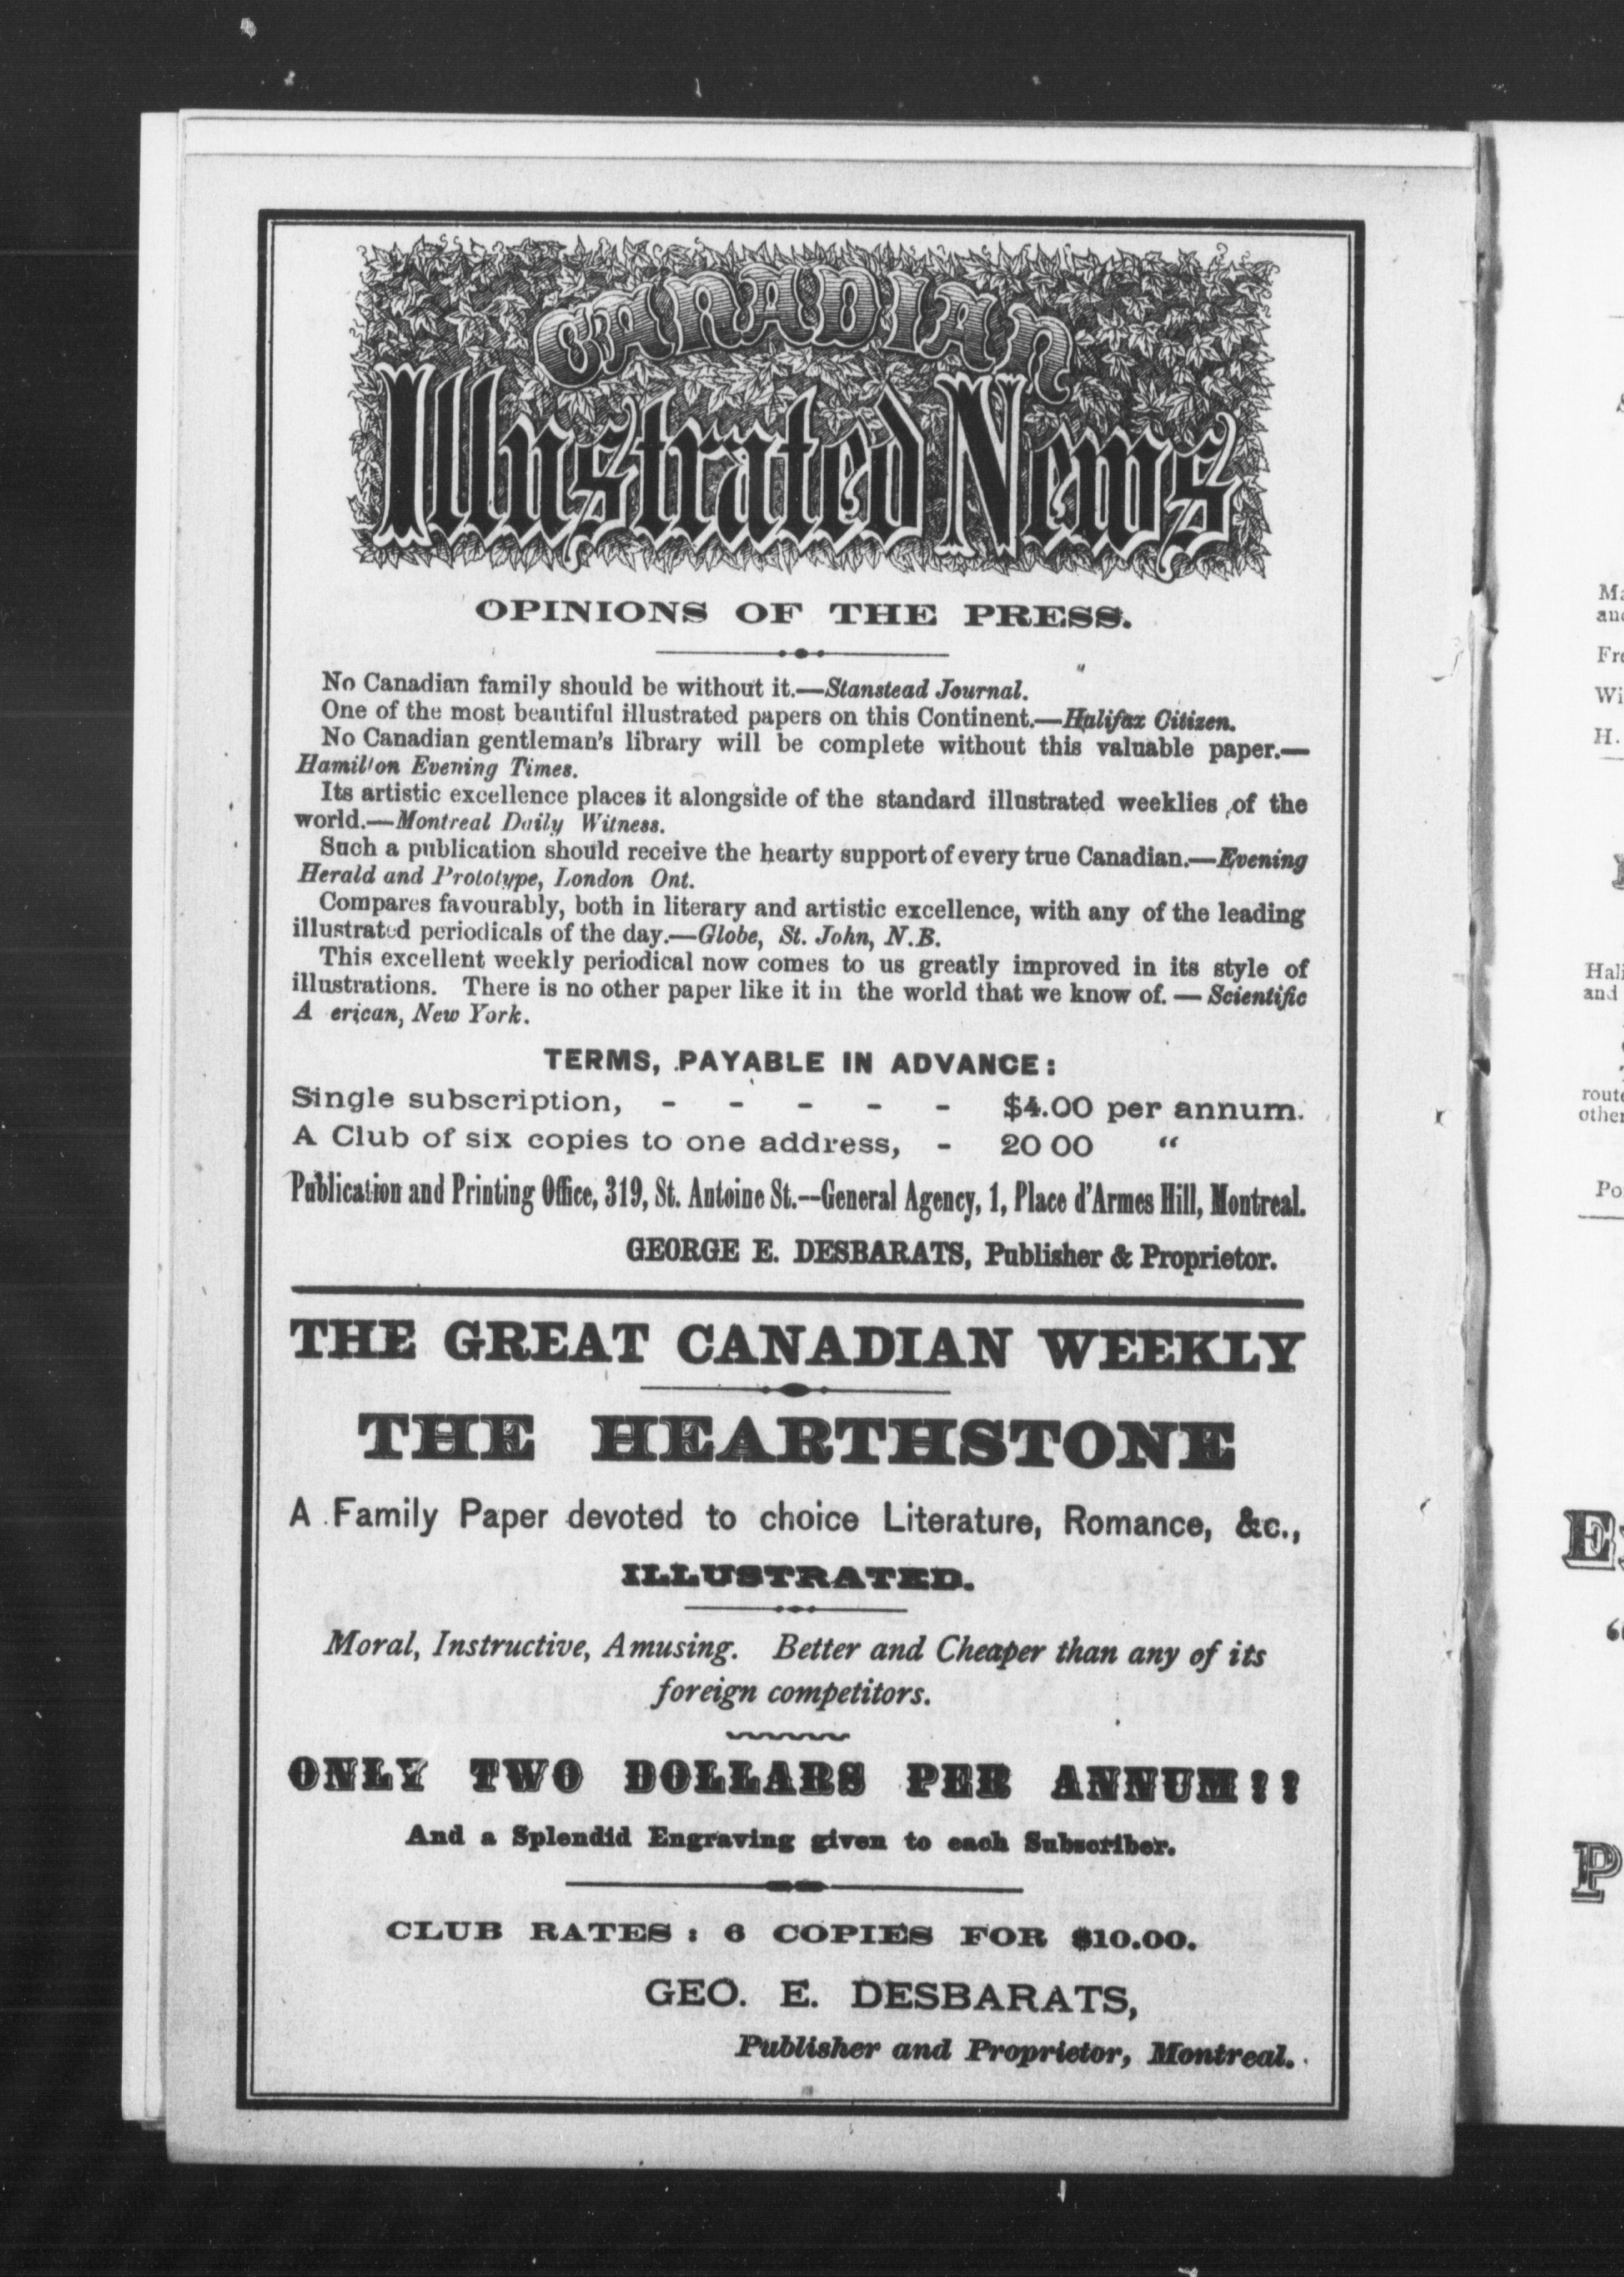 CANADIAN
Illustrated News
OPINIONS OF THE PRESS.
No Canadian family should be without it.—Stanstead Journal.
One of the most beautiful illustrated papers on this Continent.—Halifax Citizen.
No Canadian gentleman's library will be complete without this valuable paper.—
Hamilton Evening Times.
Its artistic excellence places it alongside of the standard illustrated weeklies of the
world.—Montreal Daily Witness.
Such a publication should receive the hearty support of every true Canadian.—Evening
Herald and Prototype, London Ont.
Compares favourably, both in literary and artistic excellence, with any of the leading
illustrated periodicals of the day.—Globe, St. John, N.B.
This excellent weekly periodical now comes to us greatly improved in its style of
illustrations. There is no other paper like it in the world that we know of. — Scientific
A erican, New York.
TERMS, PAYABLE IN ADVANCE:
Single subscription, - - - - - $4.00 per annum.
A Club of six copies to one address, - 20 00 "
Publication and Printing Office, 319, St. Antoine St.—General Agency, 1, Place d'Armes Hill, Montreal.
GEORGE E. DESBARATS, Publisher & Proprietor.
THE GREAT CANADIAN WEEKLY
THE HEARTHSTONE
A Family Paper devoted to choice Literature, Romance, &c.,
ILLUSTRATED.
Moral, Instructive, Amusing. Better and Cheaper than any of its
foreign competitors.
ONLY TWO DOLLARS PER ANNUM!!
And a Splendid Engraving given to each Subscriber.
CLUB RATES: 6 COPIES FOR $10.00.
GEO. E. DESBARATS,
Publisher and Proprietor, Montreal.
Fr
Wi
H.
Hali
and
route
other
Po